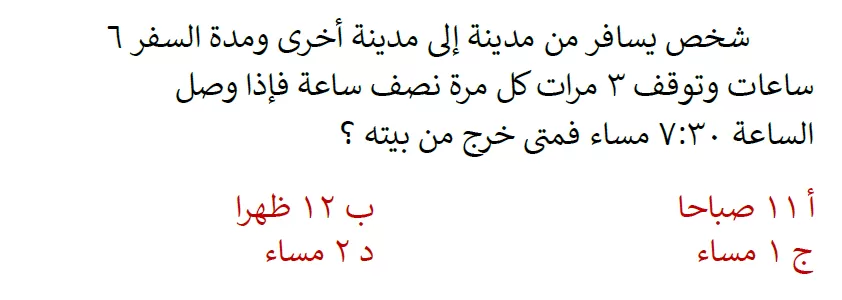 شخص يسافر من مدينة إلى مدينة أخرى ومدة السفر ٦
ساعات وتوقف ٣ مرات كل مرة نصف ساعة فإذا وصل
الساعة ٧:٣٠ مساء فمتى خرج من بيته ؟
أ ١١ صباحا ب ١٢ ظهرا
ج ١ مساء د ٢ مساء